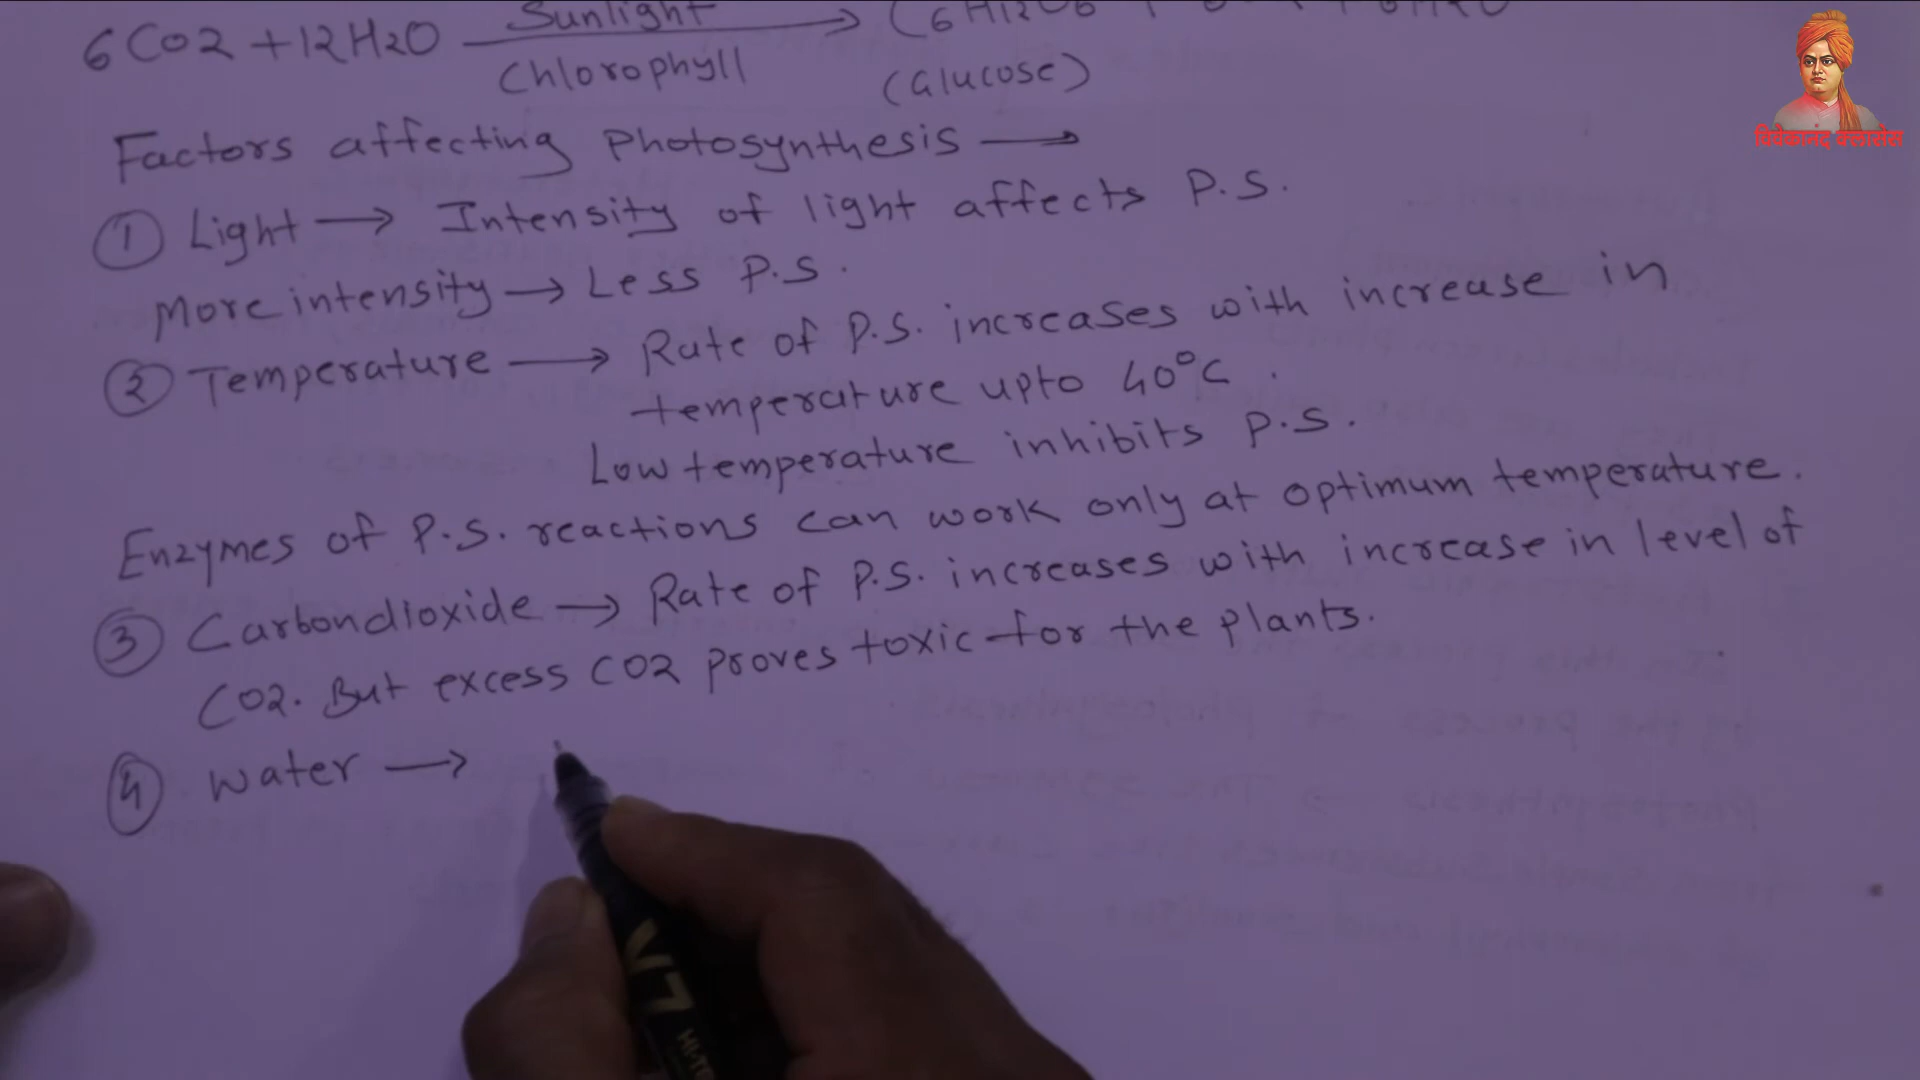 Sunlight
6CO2 + 12H2O ⟶ C6H12O6 +
Chlorophyll
(Glucose)
Factors affecting Photosynthesis ⟶
① Light ⟶ Intensity of light affects P.S.
More intensity ⟶ Less P.S.
② Temperature ⟶ Rate of P.S. increases with increase in
temperature upto 40°C.
Low temperature inhibits P.S.
Enzymes of P.S. reactions can work only at optimum temperature.
③ Carbondioxide ⟶ Rate of P.S. increases with increase in level of
CO2. But excess CO2 proves toxic for the plants.
④ Water ⟶
V7
विवेकानंद क्लासेस